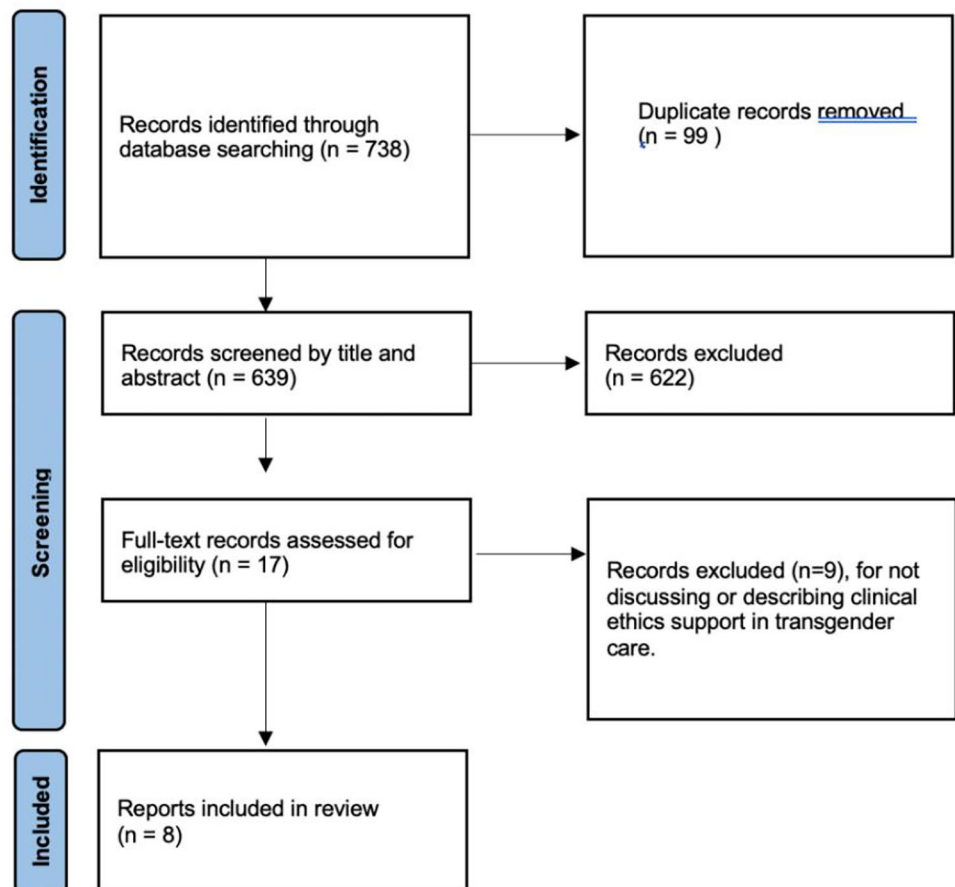 Identification
Records identified through
database searching (n = 738)
Duplicate records removed
(n = 99 )
Screening
Records screened by title and
abstract (n = 639)
Records excluded
(n = 622)
Full-text records assessed for
eligibility (n = 17)
Records excluded (n=9), for not
discussing or describing clinical
ethics support in transgender
care.
Included
Reports included in review
(n = 8)